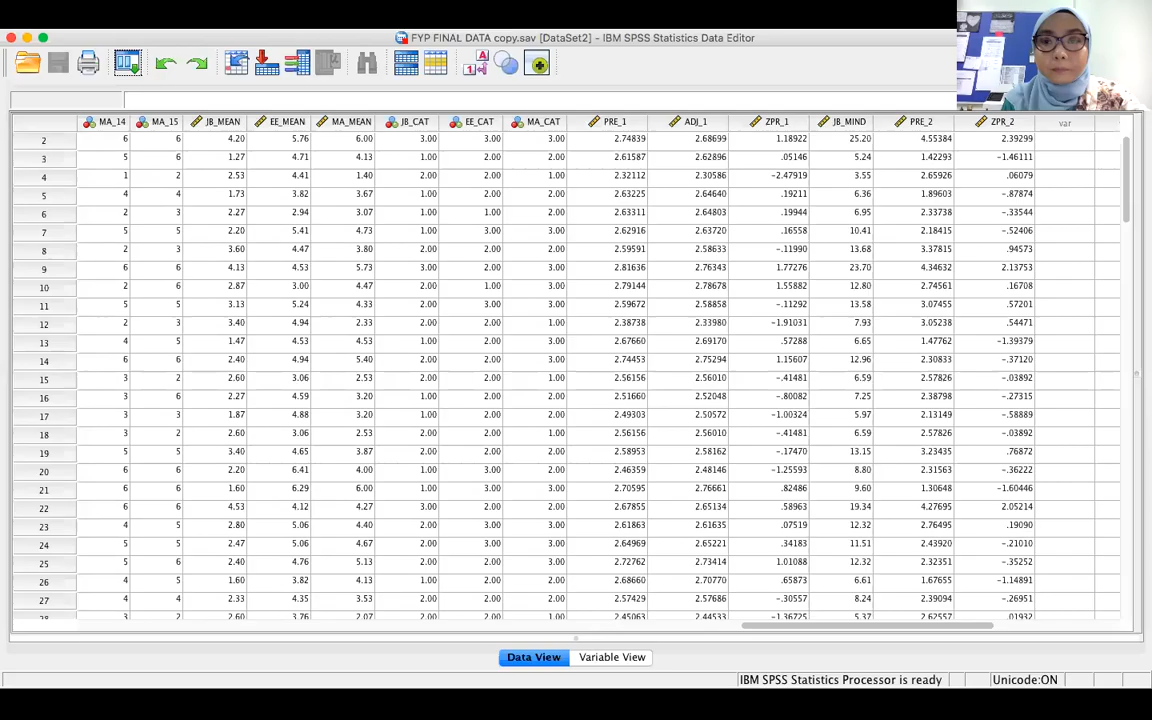 FYP FINAL DATA copy.sav [DataSet2] - IBM SPSS Statistics Data Editor
MA_14 MA_15 JB_MEAN EE_MEAN MA_MEAN JB_CAT EE_CAT MA_CAT PRE_1 ADJ_1 ZPR_1 JB_MIND PRE_2 ZPR_2 var
2 6 6 4.20 5.76 6.00 3.00 3.00 3.00 2.74839 2.68699 1.18922 25.20 4.55384 2.39299
3 5 6 1.27 4.71 4.13 1.00 2.00 2.00 2.61587 2.62896 .05146 5.24 1.42293 -1.46111
4 1 2 2.53 4.41 1.40 2.00 2.00 1.00 2.32112 2.30586 -2.47919 3.55 2.65926 .06079
5 4 4 1.73 3.82 3.67 1.00 2.00 2.00 2.63225 2.64640 .19211 6.36 1.89603 -.87874
6 2 3 2.27 2.94 3.07 1.00 1.00 2.00 2.63311 2.64803 .19944 6.95 2.33738 -.33544
7 5 5 2.20 5.41 4.73 1.00 3.00 3.00 2.62916 2.63720 .16558 10.41 2.18415 -.52406
8 2 3 3.60 4.47 3.80 2.00 2.00 2.00 2.59591 2.58633 -.11990 13.68 3.37815 .94573
9 6 6 4.13 4.53 5.73 3.00 2.00 3.00 2.81636 2.76343 1.77276 23.70 4.34632 2.13753
10 2 6 2.87 3.00 4.47 2.00 1.00 3.00 2.79144 2.78658 1.55882 12.80 2.74561 .16708
11 5 5 3.13 5.24 4.33 2.00 3.00 3.00 2.59672 2.58858 -.11292 13.58 3.07455 .57201
12 2 3 3.40 4.94 2.33 2.00 2.00 1.00 2.38738 2.33980 -1.91031 7.93 3.05238 .54471
13 4 5 1.47 4.53 4.53 1.00 2.00 3.00 2.67660 2.69170 .57288 6.65 1.47762 -1.39379
14 6 6 2.40 4.94 5.40 2.00 2.00 3.00 2.74453 2.75294 1.15607 12.96 2.30833 -.37120
15 3 2 2.60 3.06 2.53 2.00 2.00 1.00 2.56156 2.56010 -.41481 6.59 2.57826 -.03892
16 3 6 2.27 4.59 3.20 1.00 2.00 2.00 2.51660 2.52048 -.80082 7.25 2.38798 -.27315
17 3 3 1.87 4.88 3.20 1.00 2.00 2.00 2.49303 2.50572 -1.00324 5.97 2.13149 -.58889
18 3 2 2.60 3.06 2.53 2.00 2.00 1.00 2.56156 2.56010 -.41481 6.59 2.57826 -.03892
19 5 5 3.40 4.65 3.87 2.00 2.00 2.00 2.58953 2.58162 -.17470 13.15 3.23435 .76872
20 6 6 2.20 6.41 4.00 1.00 3.00 2.00 2.46359 2.48146 -1.25593 8.80 2.31563 -.36222
21 6 6 1.60 6.29 6.00 1.00 3.00 3.00 2.70595 2.76661 .82486 9.60 1.30648 -1.60446
22 6 6 4.53 4.12 4.27 3.00 2.00 2.00 2.67855 2.65134 .58963 19.34 4.27695 2.05214
23 4 5 2.80 5.06 4.40 2.00 3.00 3.00 2.61863 2.61635 .07519 12.32 2.76495 .19090
24 5 5 2.47 5.06 4.67 2.00 3.00 3.00 2.64969 2.65221 .34183 11.51 2.43920 -.21010
25 5 6 2.40 4.76 5.13 2.00 2.00 3.00 2.72762 2.73414 1.01088 12.32 2.32351 -.35252
26 4 5 1.60 3.82 4.13 1.00 2.00 2.00 2.68660 2.70770 .65873 6.61 1.67655 -1.14891
27 4 4 2.33 4.35 3.53 2.00 2.00 2.00 2.57429 2.57686 -.30557 8.24 2.39094 -.26951
28 3 2 2.60 3.76 2.07 2.00 2.00 1.00 2.45063 2.44533 -1.36725 5.37 2.62557 .01932
Data View Variable View
IBM SPSS Statistics Processor is ready Unicode:ON